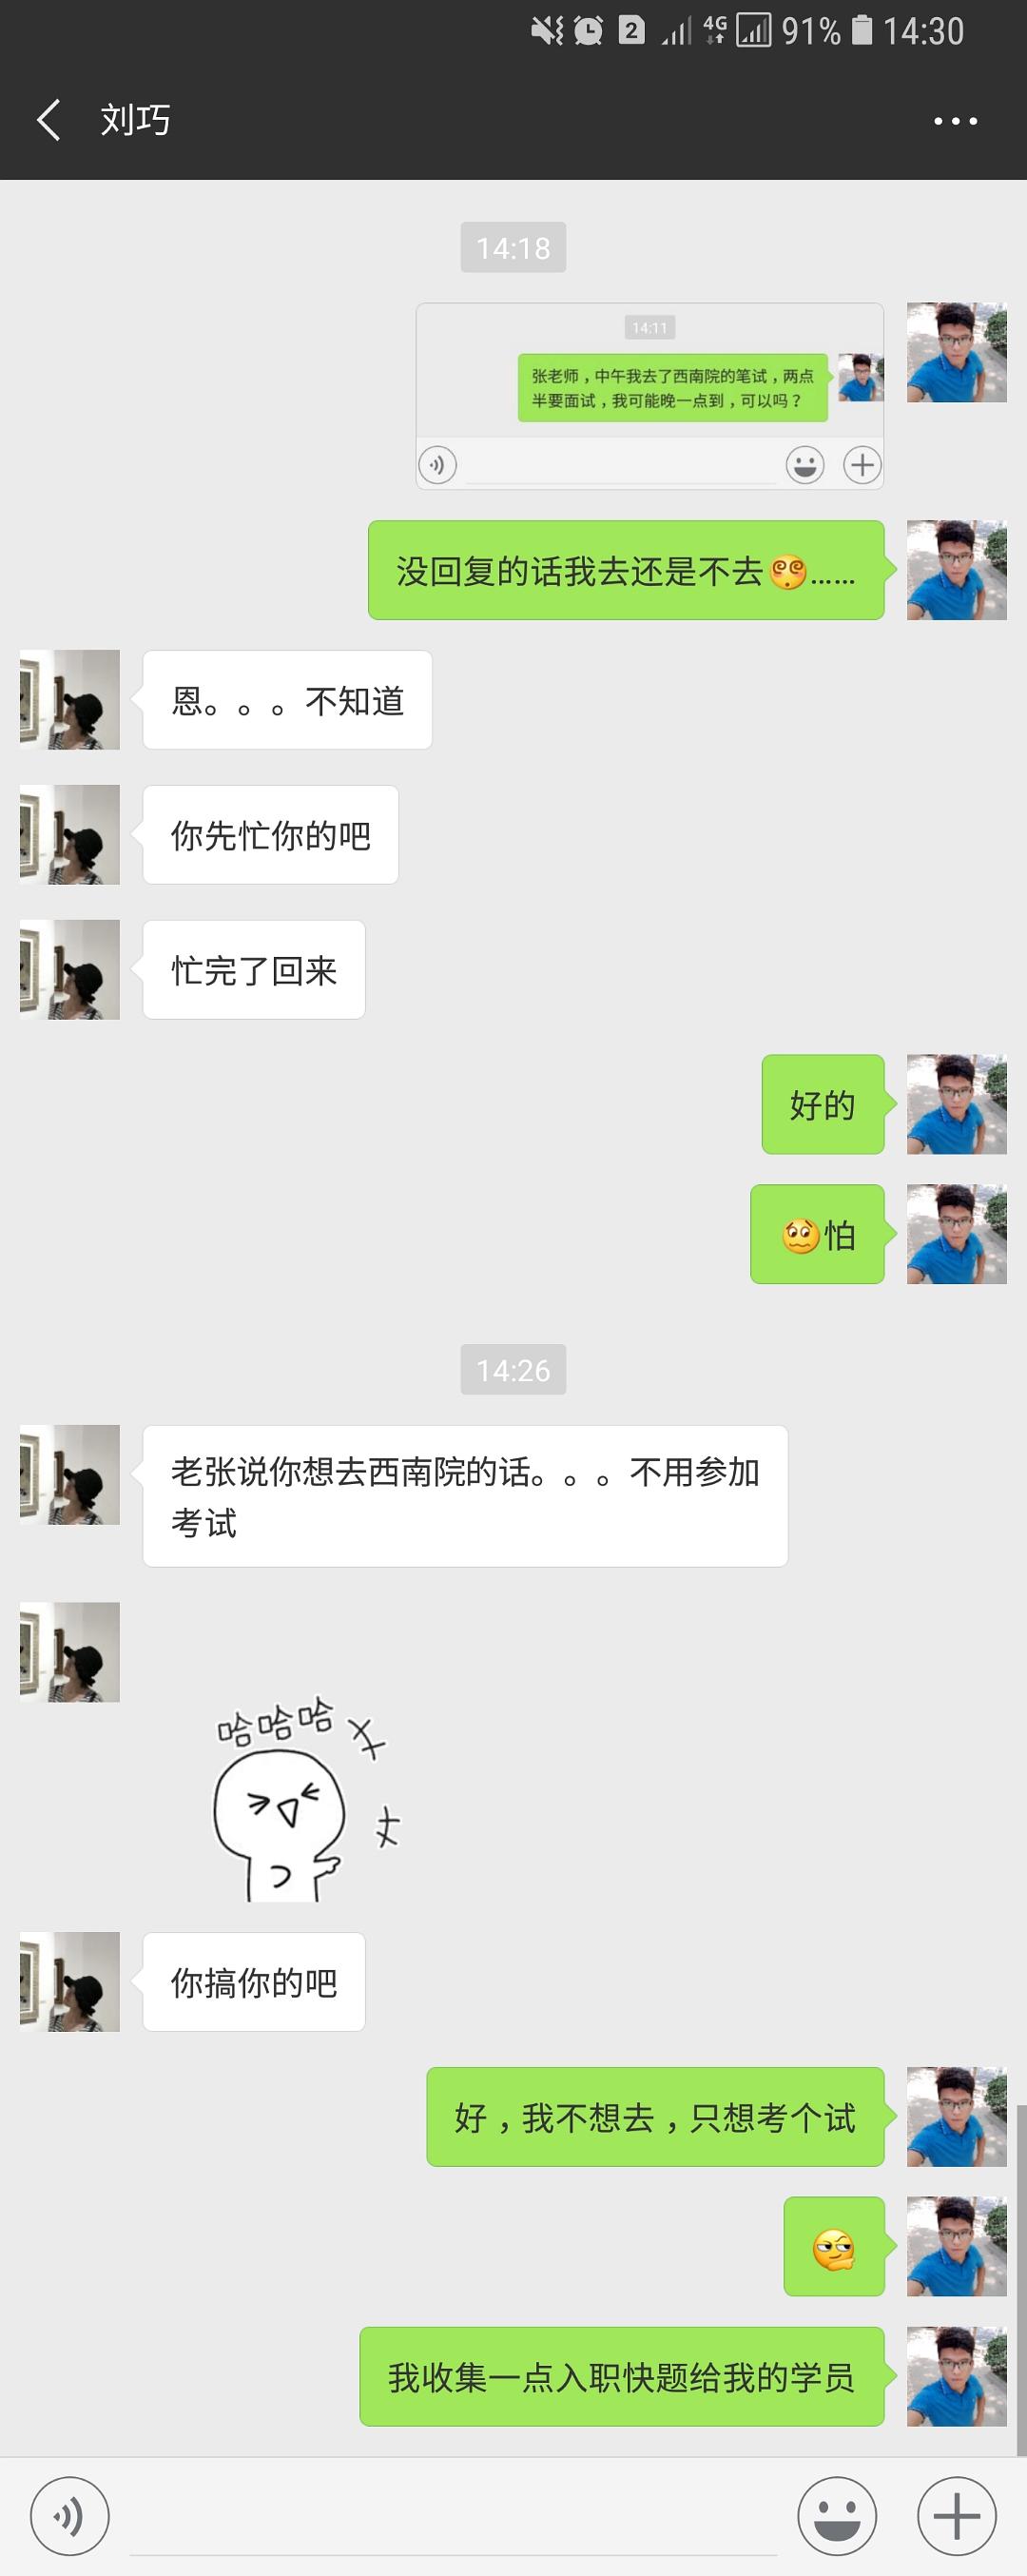 2 4G 91% 14:30
刘巧
14:18
14:11
张老师，中午我去了西南院的笔试，两点
半要面试，我可能晚一点到，可以吗？
没回复的话我去还是不去😵……
恩。。。不知道
你先忙你的吧
忙完了回来
好的
😖怕
14:26
老张说你想去西南院的话。。。不用参加
考试
哈哈哈
你搞你的吧
好，我不想去，只想考个试
我收集一点入职快题给我的学员